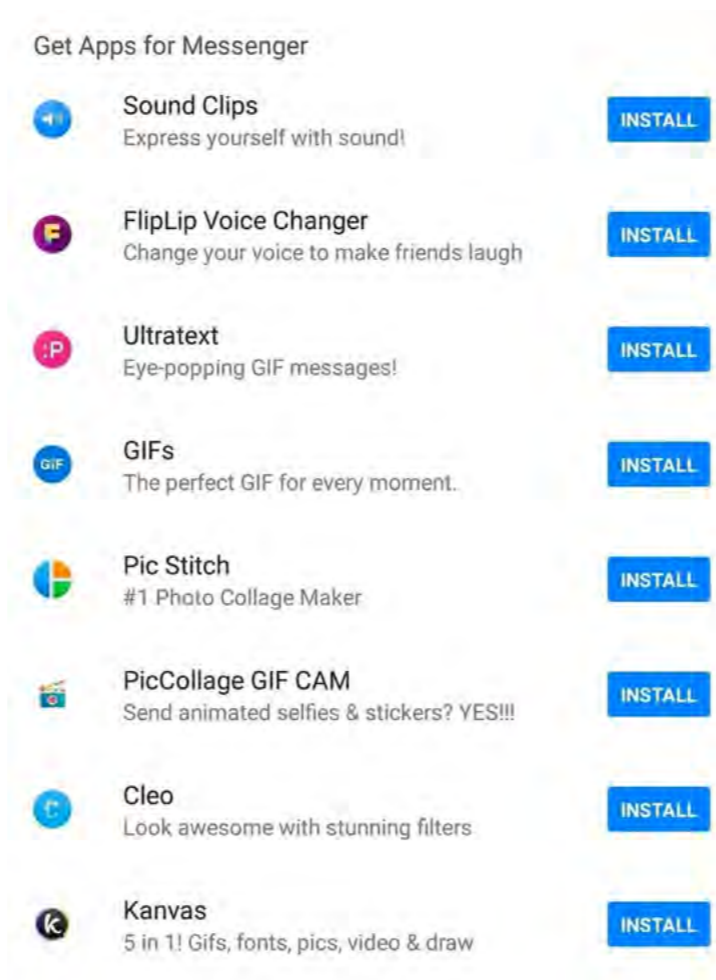 Get Apps for Messenger
Sound Clips
INSTALL
Express yourself with sound!
FlipLip Voice Changer
INSTALL
Change your voice to make friends laugh
:P
Ultratext
INSTALL
Eye-popping GIF messages!
GIF
GIFs
INSTALL
The perfect GIF for every moment.
Pic Stitch
INSTALL
#1 Photo Collage Maker
PicCollage GIF CAM
INSTALL
Send animated selfies & stickers? YES!!!
Cleo
INSTALL
Look awesome with stunning filters
Kanvas
INSTALL
5 in 1! Gifs, fonts, pics, video & draw